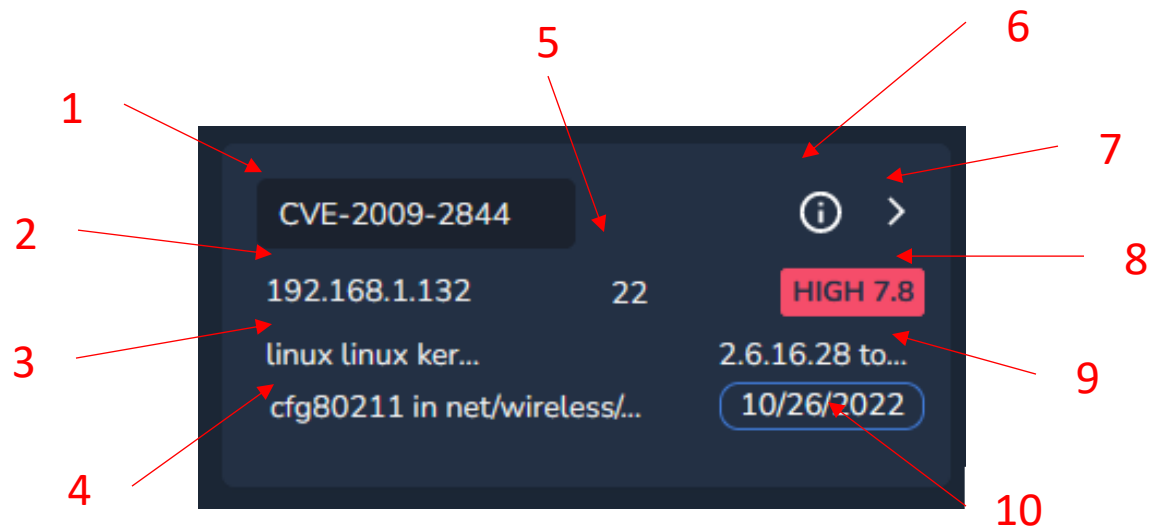 6
5
1
7
CVE-2009-2844
2
8
192.168.1.132 22 HIGH 7.8
3
linux linux ker... 2.6.16.28 to...
9
cfg80211 in net/wireless/... 10/26/2022
4
10